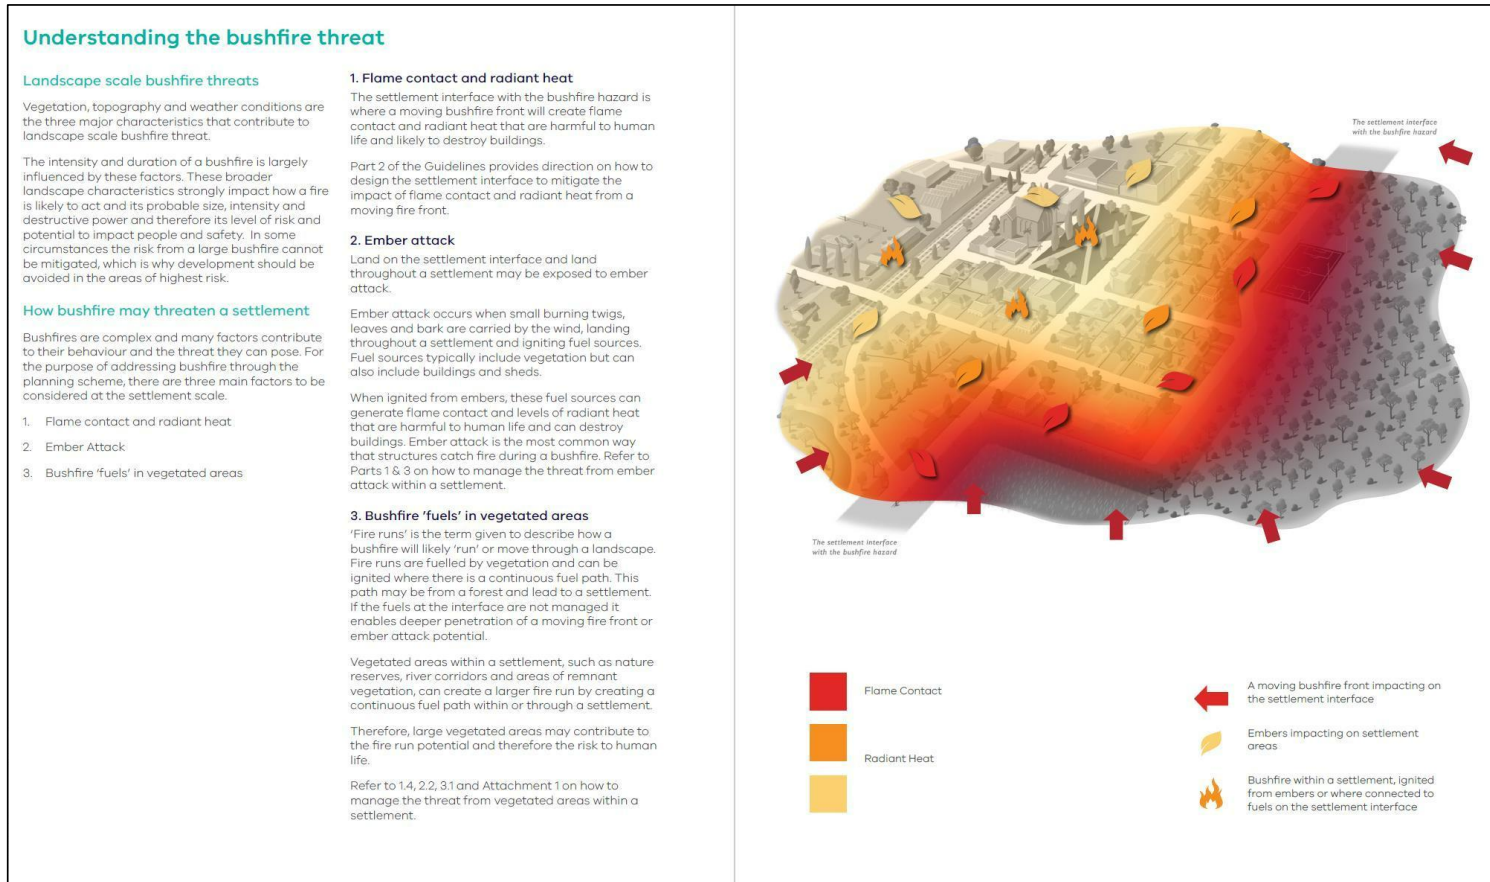 Understanding the bushfire threat
Landscape scale bushfire threats
Vegetation, topography and weather conditions are
the three major characteristics that contribute to
landscape scale bushfire threat.
The intensity and duration of a bushfire is largely
influenced by these factors. These broader
landscape characteristics strongly impact how a fire
is likely to act and its probable size, intensity and
destructive power and therefore its level of risk and
potential to impact people and safety. In some
circumstances the risk from a large bushfire cannot
be mitigated, which is why development should be
avoided in the areas of highest risk.
How bushfire may threaten a settlement
Bushfires are complex and many factors contribute
to their behaviour and the threat they can pose. For
the purpose of addressing bushfire through the
planning scheme, there are three main factors to be
considered at the settlement scale.
1. Flame contact and radiant heat
2. Ember Attack
3. Bushfire 'fuels' in vegetated areas
1. Flame contact and radiant heat
The settlement interface with the bushfire hazard is
where a moving bushfire front will create flame
contact and radiant heat that are harmful to human
life and likely to destroy buildings.
Part 2 of the Guidelines provides direction on how to
design the settlement interface to mitigate the
impact of flame contact and radiant heat from a
moving fire front.
2. Ember attack
Land on the settlement interface and land
throughout a settlement may be exposed to ember
attack.
Ember attack occurs when small burning twigs,
leaves and bark are carried by the wind, landing
throughout a settlement and igniting fuel sources.
Fuel sources typically include vegetation but can
also include buildings and sheds.
When ignited from embers, these fuel sources can
generate flame contact and levels of radiant heat
that are harmful to human life and can destroy
buildings. Ember attack is the most common way
that structures catch fire during a bushfire. Refer to
Parts 1 & 3 on how to manage the threat from ember
attack within a settlement.
3. Bushfire 'fuels' in vegetated areas
'Fire runs' is the term given to describe how a
bushfire will likely 'run' or move through a landscape.
Fire runs are fuelled by vegetation and can be
ignited where there is a continuous fuel path. This
path may be from a forest and lead to a settlement.
If the fuels at the interface are not managed it
enables deeper penetration of a moving fire front or
ember attack potential.
Vegetated areas within a settlement, such as nature
reserves, river corridors and areas of remnant
vegetation, can create a larger fire run by creating a
continuous fuel path within or through a settlement.
Therefore, large vegetated areas may contribute to
the fire run potential and therefore the risk to human
life.
Refer to 1.4, 2.2, 3.1 and Attachment 1 on how to
manage the threat from vegetated areas within a
settlement.
The settlement interface
with the bushfire hazard
The settlement interface
with the bushfire hazard
Flame Contact
Radiant Heat
A moving bushfire front impacting on
the settlement interface
Embers impacting on settlement
areas
Bushfire within a settlement, ignited
from embers or where connected to
fuels on the settlement interface